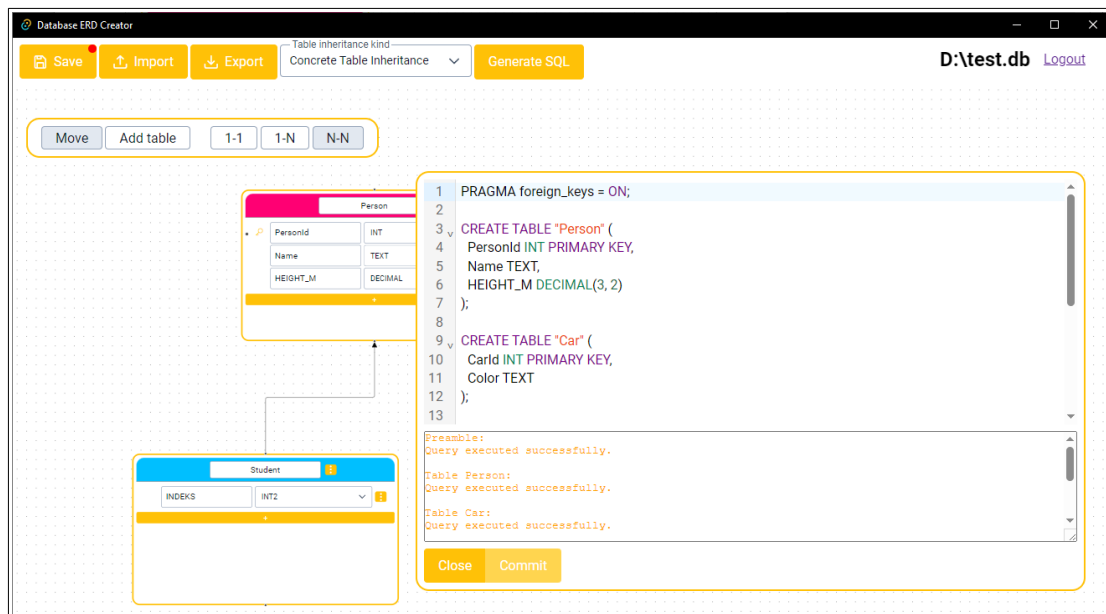 Database ERD Creator
Save
Import
Export
Table inheritance kind
Concrete Table Inheritance
Generate SQL
D:\test.db
Logout
Move
Add table
1-1
1-N
N-N
Person
PersonId INT
Name TEXT
HEIGHT_M DECIMAL
+
Student
INDEKS INT2
+
1 PRAGMA foreign_keys = ON;
2
3 CREATE TABLE "Person" (
4 PersonId INT PRIMARY KEY,
5 Name TEXT,
6 HEIGHT_M DECIMAL(3, 2)
7 );
8
9 CREATE TABLE "Car" (
10 CarId INT PRIMARY KEY,
11 Color TEXT
12 );
13
Preamble:
Query executed successfully.
Table Person:
Query executed successfully.
Table Car:
Query executed successfully.
Close
Commit